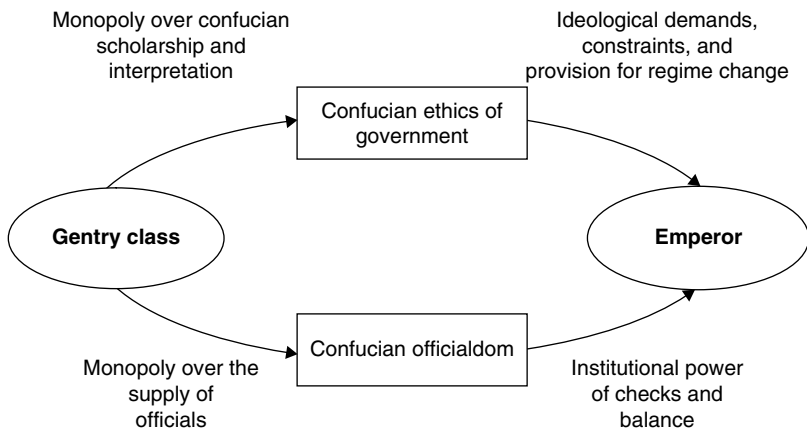 Monopoly over confucian
scholarship and
interpretation
Ideological demands,
constraints, and
provision for regime change
Confucian ethics of
government
Gentry class
Emperor
Confucian officialdom
Monopoly over the
supply of
officials
Institutional power
of checks and
balance